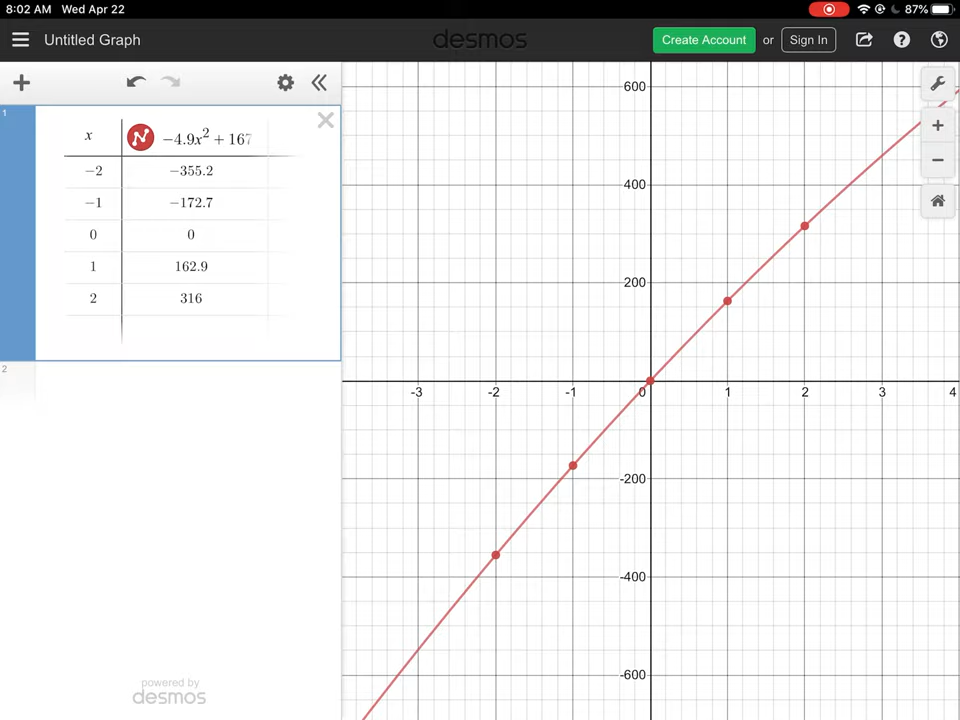 8:02 AM Wed Apr 22 87%
Untitled Graph desmos Create Account or Sign In
1
x −4.9x² + 167
−2 −355.2
−1 −172.7
0 0
1 162.9
2 316
2
powered by
desmos
600
400
200
-3 -2 -1 0 1 2 3 4
-200
-400
-600